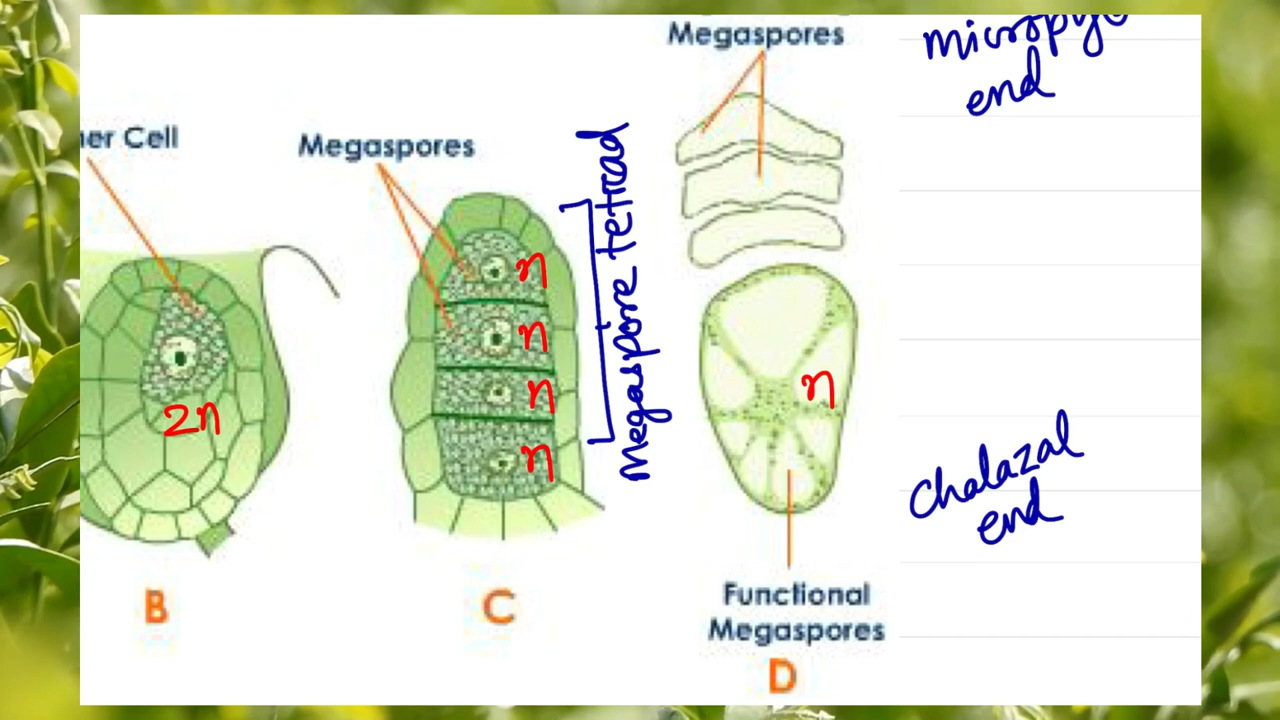 Megaspores
micropyle
end
her Cell
Megaspores
Megaspore tetrad
n
n
n
n
2n
n
Chalazal
end
Functional
Megaspores
B
C
D